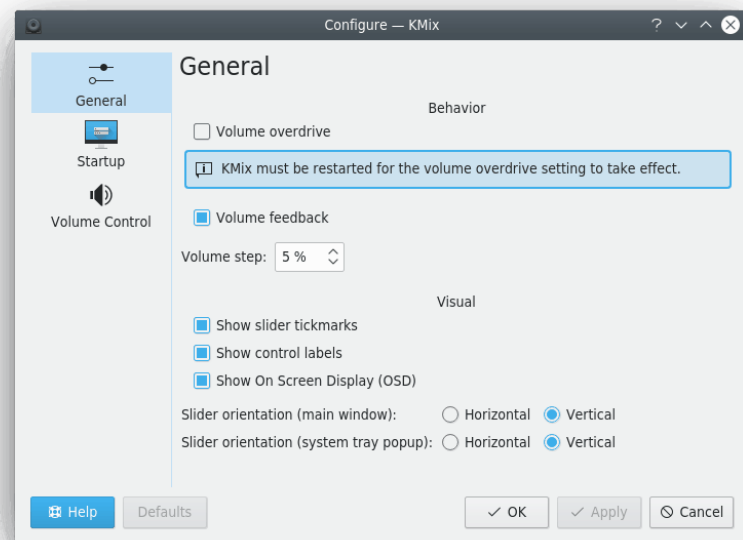 Configure — KMix
General
Startup
Volume Control
General
Behavior
Volume overdrive
KMix must be restarted for the volume overdrive setting to take effect.
Volume feedback
Volume step: 5 %
Visual
Show slider tickmarks
Show control labels
Show On Screen Display (OSD)
Slider orientation (main window): Horizontal Vertical
Slider orientation (system tray popup): Horizontal Vertical
Help Defaults OK Apply Cancel